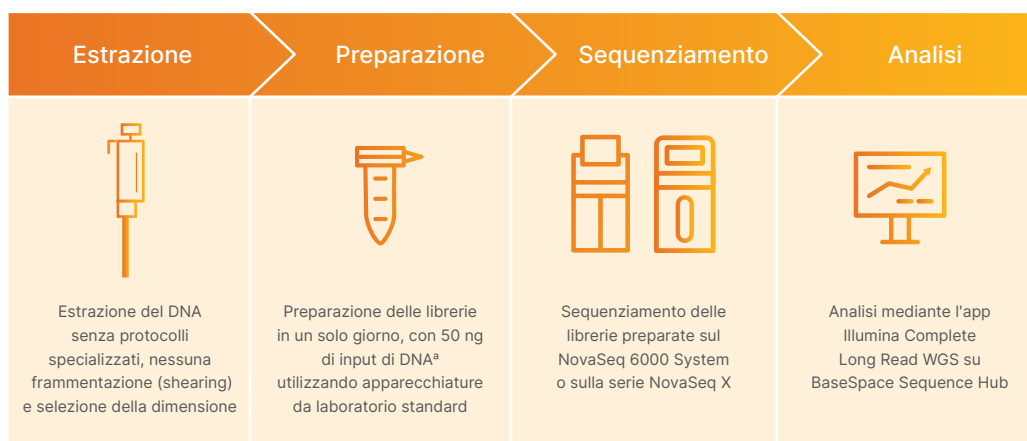 Estrazione
Preparazione
Sequenziamento
Analisi
Estrazione del DNA
senza protocolli
specializzati, nessuna
frammentazione (shearing)
e selezione della dimensione
Preparazione delle librerie
in un solo giorno, con 50 ng
di input di DNAª
utilizzando apparecchiature
da laboratorio standard
Sequenziamento delle
librerie preparate sul
NovaSeq 6000 System
o sulla serie NovaSeq X
Analisi mediante l'app
Illumina Complete
Long Read WGS su
BaseSpace Sequence Hub